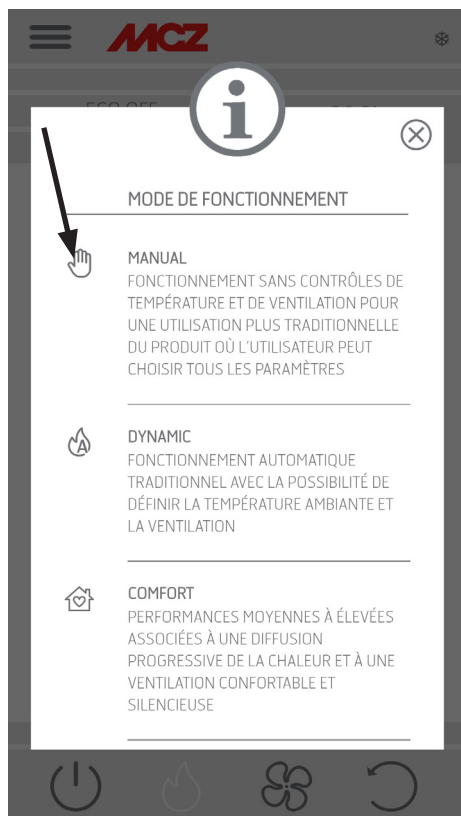 MCZ
ECO OFF
MODE DE FONCTIONNEMENT
MANUAL
FONCTIONNEMENT SANS CONTRÔLES DE
TEMPÉRATURE ET DE VENTILATION POUR
UNE UTILISATION PLUS TRADITIONNELLE
DU PRODUIT OÙ L'UTILISATEUR PEUT
CHOISIR TOUS LES PARAMÈTRES
DYNAMIC
FONCTIONNEMENT AUTOMATIQUE
TRADITIONNEL AVEC LA POSSIBILITÉ DE
DÉFINIR LA TEMPÉRATURE AMBIANTE ET
LA VENTILATION
COMFORT
PERFORMANCES MOYENNES À ÉLEVÉES
ASSOCIÉES À UNE DIFFUSION
PROGRESSIVE DE LA CHALEUR ET À UNE
VENTILATION CONFORTABLE ET
SILENCIEUSE